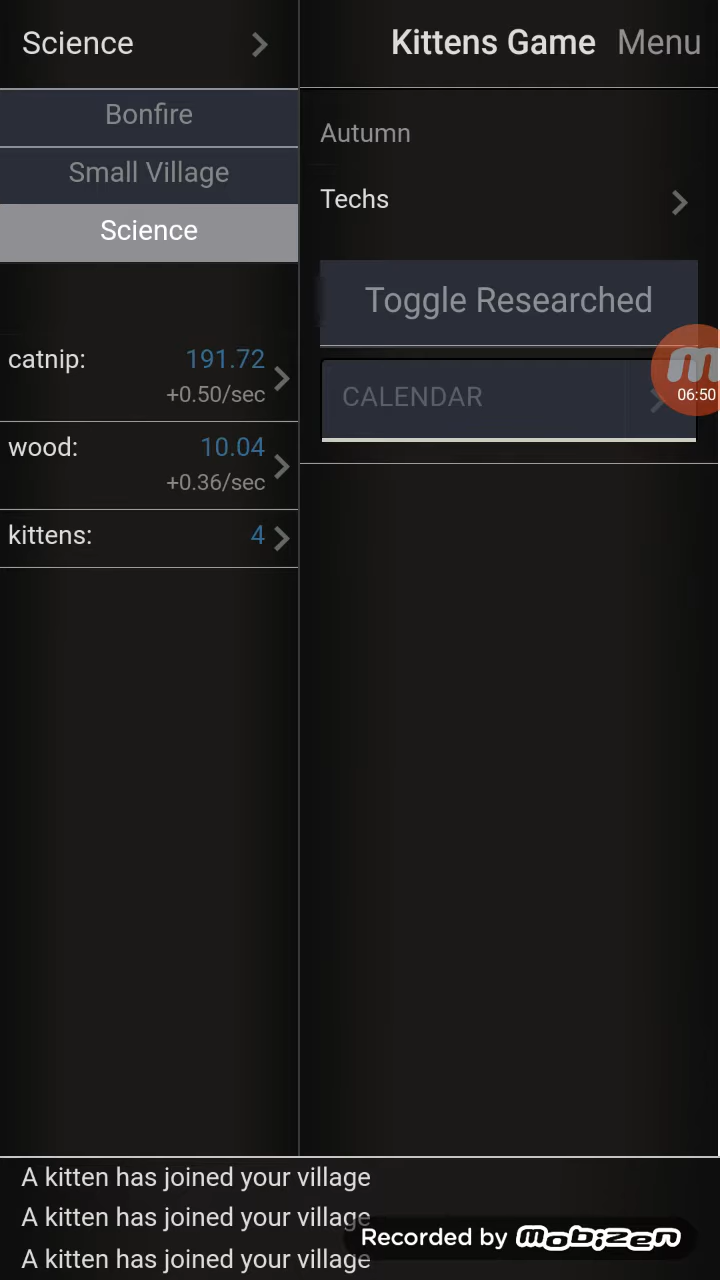 Science
Kittens Game Menu
Bonfire
Small Village
Science
Autumn
Techs
Toggle Researched
CALENDAR
06:50
catnip: 191.72
+0.50/sec
wood: 10.04
+0.36/sec
kittens: 4
A kitten has joined your village
A kitten has joined your village
A kitten has joined your village
Recorded by mobizen